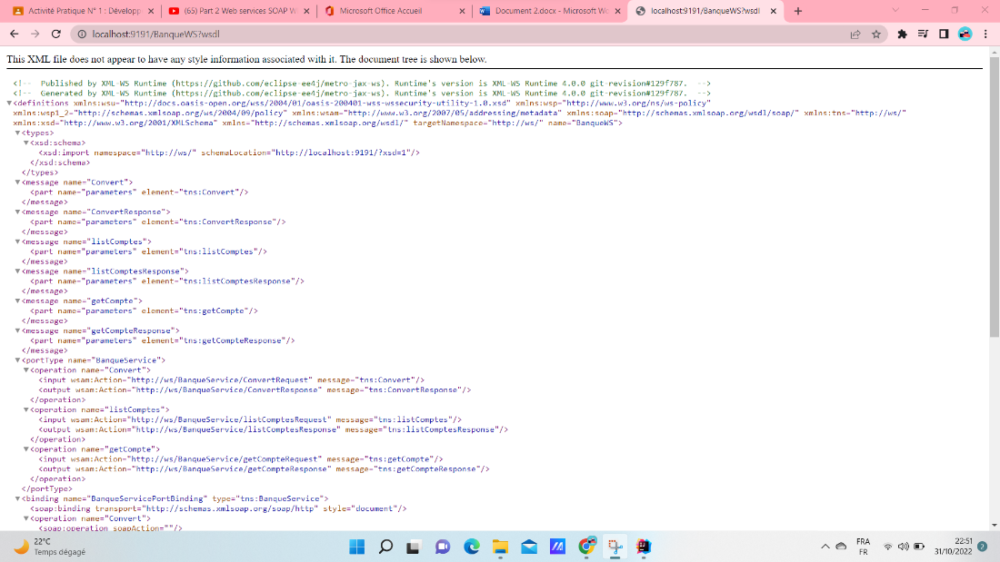 Activité Pratique N° 1 : Développ
(65) Part 2 Web services SOAP W
Microsoft Office Accueil
Document 2.docx - Microsoft Wo
localhost:9191/BanqueWS?wsdl
localhost:9191/BanqueWS?wsdl
This XML file does not appear to have any style information associated with it. The document tree is shown below.
<!-- Published by XML-WS Runtime (https://github.com/eclipse-ee4j/metro-jax-ws). Runtime's version is XML-WS Runtime 4.0.0 git-revision#129f787. -->
<!-- Generated by XML-WS Runtime (https://github.com/eclipse-ee4j/metro-jax-ws). Runtime's version is XML-WS Runtime 4.0.0 git-revision#129f787. -->
▼<definitions xmlns:wsu="http://docs.oasis-open.org/wss/2004/01/oasis-200401-wss-wssecurity-utility-1.0.xsd" xmlns:wsp="http://www.w3.org/ns/ws-policy"
xmlns:wsp1_2="http://schemas.xmlsoap.org/ws/2004/09/policy" xmlns:wsam="http://www.w3.org/2007/05/addressing/metadata" xmlns:soap="http://schemas.xmlsoap.org/wsdl/soap/" xmlns:tns="http://ws/"
xmlns:xsd="http://www.w3.org/2001/XMLSchema" xmlns="http://schemas.xmlsoap.org/wsdl/" targetNamespace="http://ws/" name="BanqueWS">
▼<types>
▼<xsd:schema>
<xsd:import namespace="http://ws/" schemaLocation="http://localhost:9191/?xsd=1"/>
</xsd:schema>
</types>
▼<message name="Convert">
<part name="parameters" element="tns:Convert"/>
</message>
▼<message name="ConvertResponse">
<part name="parameters" element="tns:ConvertResponse"/>
</message>
▼<message name="listComptes">
<part name="parameters" element="tns:listComptes"/>
</message>
▼<message name="listComptesResponse">
<part name="parameters" element="tns:listComptesResponse"/>
</message>
▼<message name="getCompte">
<part name="parameters" element="tns:getCompte"/>
</message>
▼<message name="getCompteResponse">
<part name="parameters" element="tns:getCompteResponse"/>
</message>
▼<portType name="BanqueService">
▼<operation name="Convert">
<input wsam:Action="http://ws/BanqueService/ConvertRequest" message="tns:Convert"/>
<output wsam:Action="http://ws/BanqueService/ConvertResponse" message="tns:ConvertResponse"/>
</operation>
▼<operation name="listComptes">
<input wsam:Action="http://ws/BanqueService/listComptesRequest" message="tns:listComptes"/>
<output wsam:Action="http://ws/BanqueService/listComptesResponse" message="tns:listComptesResponse"/>
</operation>
▼<operation name="getCompte">
<input wsam:Action="http://ws/BanqueService/getCompteRequest" message="tns:getCompte"/>
<output wsam:Action="http://ws/BanqueService/getCompteResponse" message="tns:getCompteResponse"/>
</operation>
</portType>
▼<binding name="BanqueServicePortBinding" type="tns:BanqueService">
<soap:binding transport="http://schemas.xmlsoap.org/soap/http" style="document"/>
▼<operation name="Convert">
<soap:operation soapAction=""/>
22°C
Temps dégagé
FRA
FR
22:51
31/10/2022
2